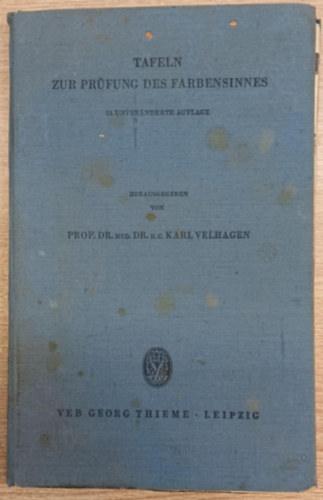 TAFELN
ZUR PRÜFUNG DES FARBENSINNES
UNVERÄNDERTE AUFLAGE
HERAUSGEGEBEN
VON
PROF. DR. MED. DR. H. C. KARL VELHAGEN
VEB GEORG THIEME · LEIPZIG